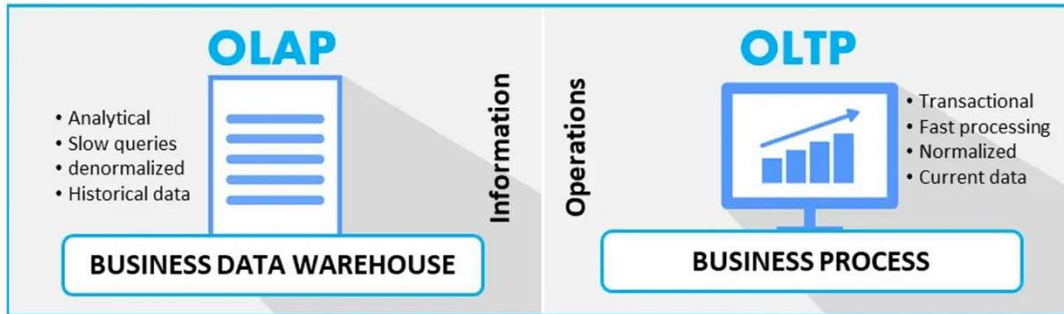 OLAP
• Analytical
• Slow queries
• denormalized
• Historical data
Information
BUSINESS DATA WAREHOUSE
OLTP
Operations
• Transactional
• Fast processing
• Normalized
• Current data
BUSINESS PROCESS